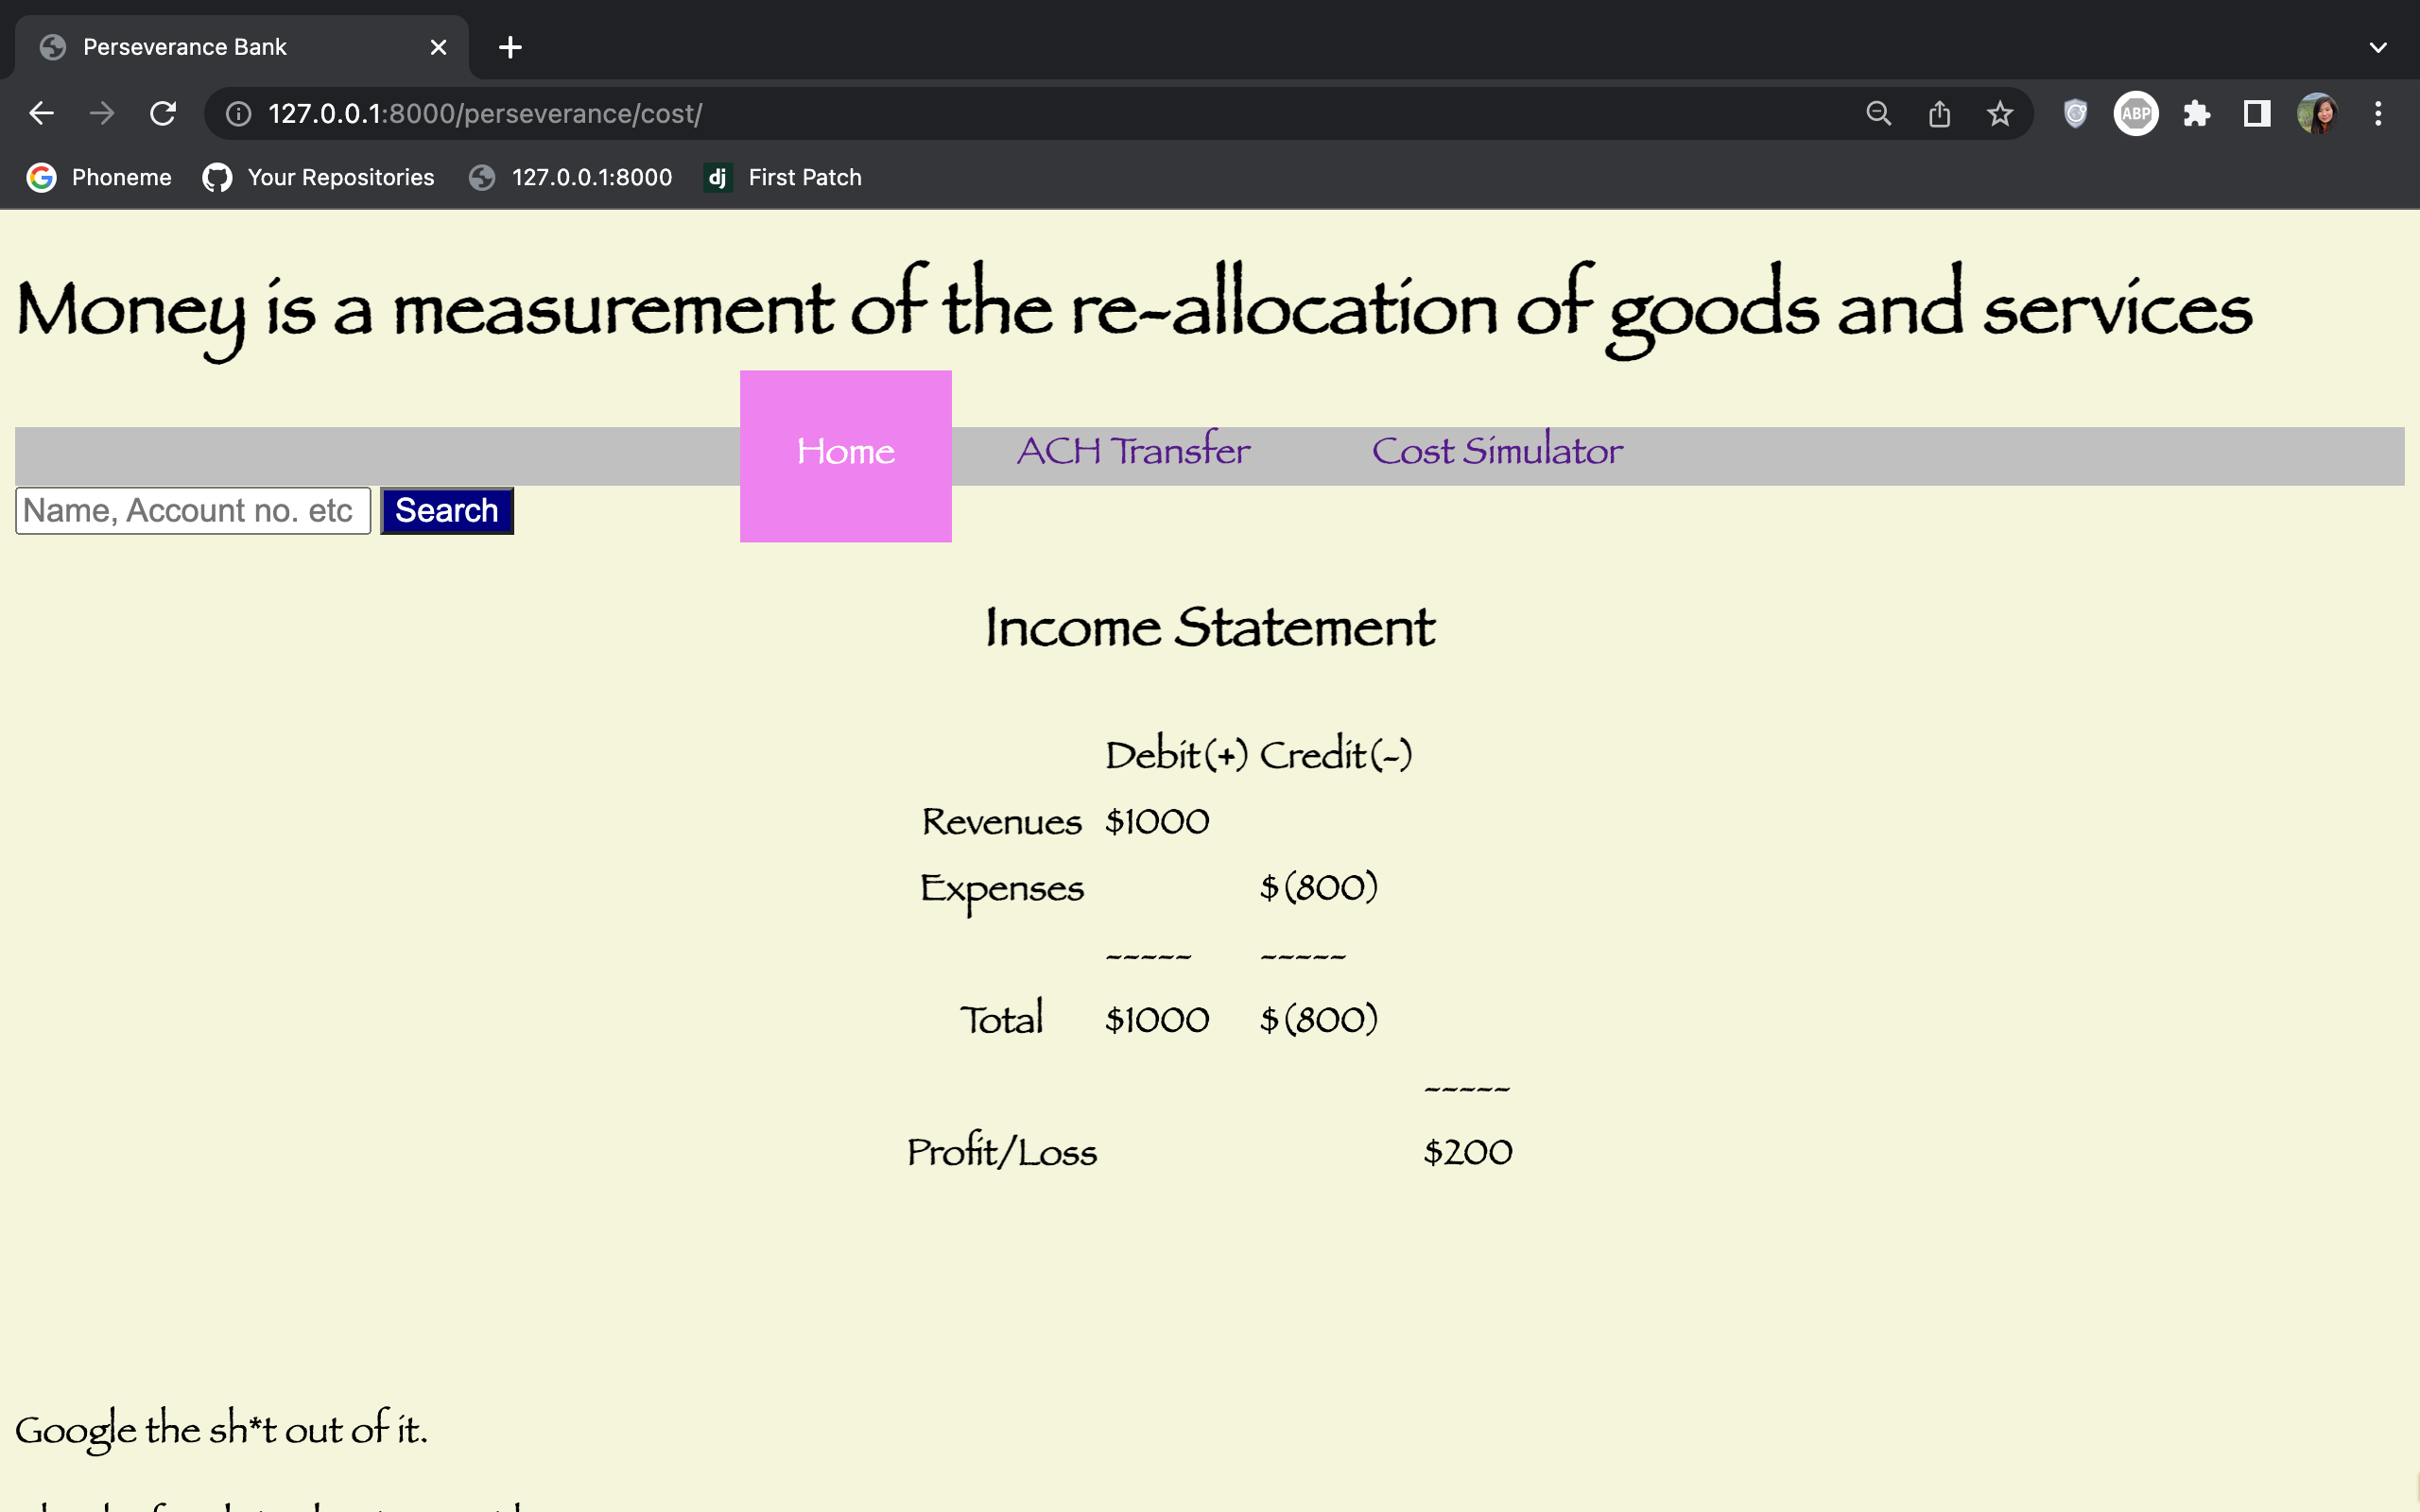 Perseverance Bank
127.0.0.1:8000/perseverance/cost/
ABP
Phoneme Your Repositories 127.0.0.1:8000 dj First Patch
Money is a measurement of the re-allocation of goods and services
Home ACH Transfer Cost Simulator
Name, Account no. etc Search
Income Statement
Debit(+) Credit(-)
Revenues $1000
Expenses $(800)
----- -----
Total $1000 $(800)
-----
Profit/Loss $200
Google the sh*t out of it.